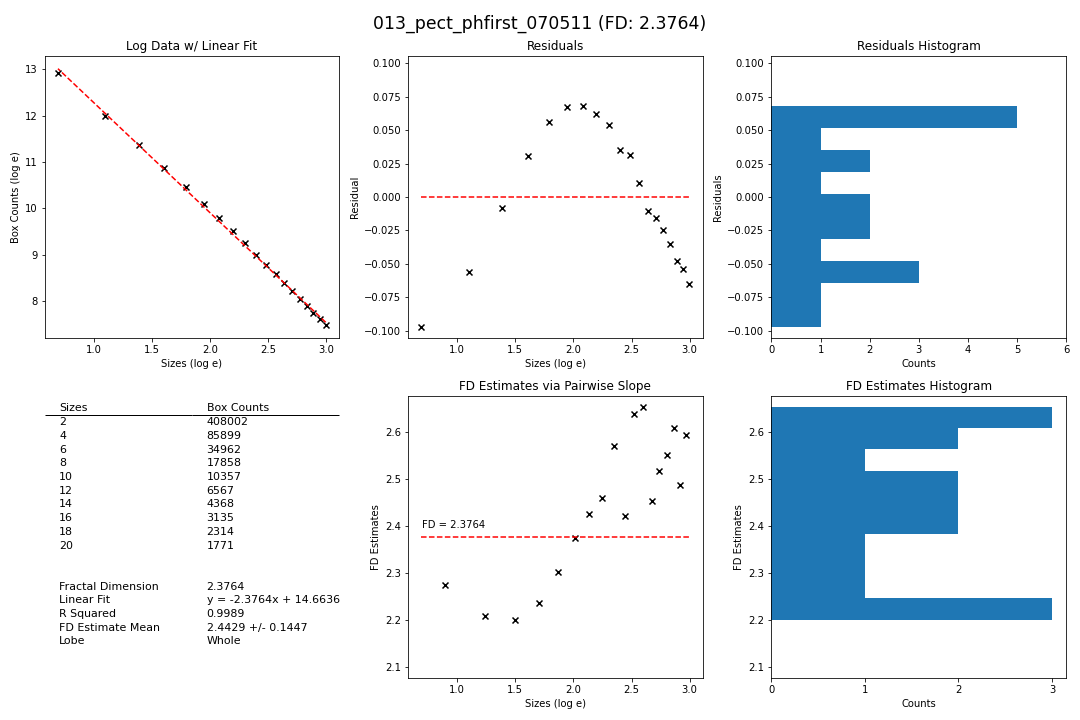 013_pect_phfirst_070511 (FD: 2.3764)
Log Data w/ Linear Fit
Box Counts (log e)
13
12
11
10
9
8
1.0 1.5 2.0 2.5 3.0
Sizes (log e)
Residuals
Residual
0.100
0.075
0.050
0.025
0.000
−0.025
−0.050
−0.075
−0.100
1.0 1.5 2.0 2.5 3.0
Sizes (log e)
Residuals Histogram
Residuals
0.100
0.075
0.050
0.025
0.000
−0.025
−0.050
−0.075
−0.100
0 1 2 3 4 5 6
Counts
Sizes Box Counts
2 408002
4 85899
6 34962
8 17858
10 10357
12 6567
14 4368
16 3135
18 2314
20 1771
Fractal Dimension 2.3764
Linear Fit y = -2.3764x + 14.6636
R Squared 0.9989
FD Estimate Mean 2.4429 +/- 0.1447
Lobe Whole
FD Estimates via Pairwise Slope
FD Estimates
2.6
2.5
2.4
2.3
2.2
2.1
FD = 2.3764
1.0 1.5 2.0 2.5 3.0
Sizes (log e)
FD Estimates Histogram
FD Estimates
2.6
2.5
2.4
2.3
2.2
2.1
0 1 2 3
Counts